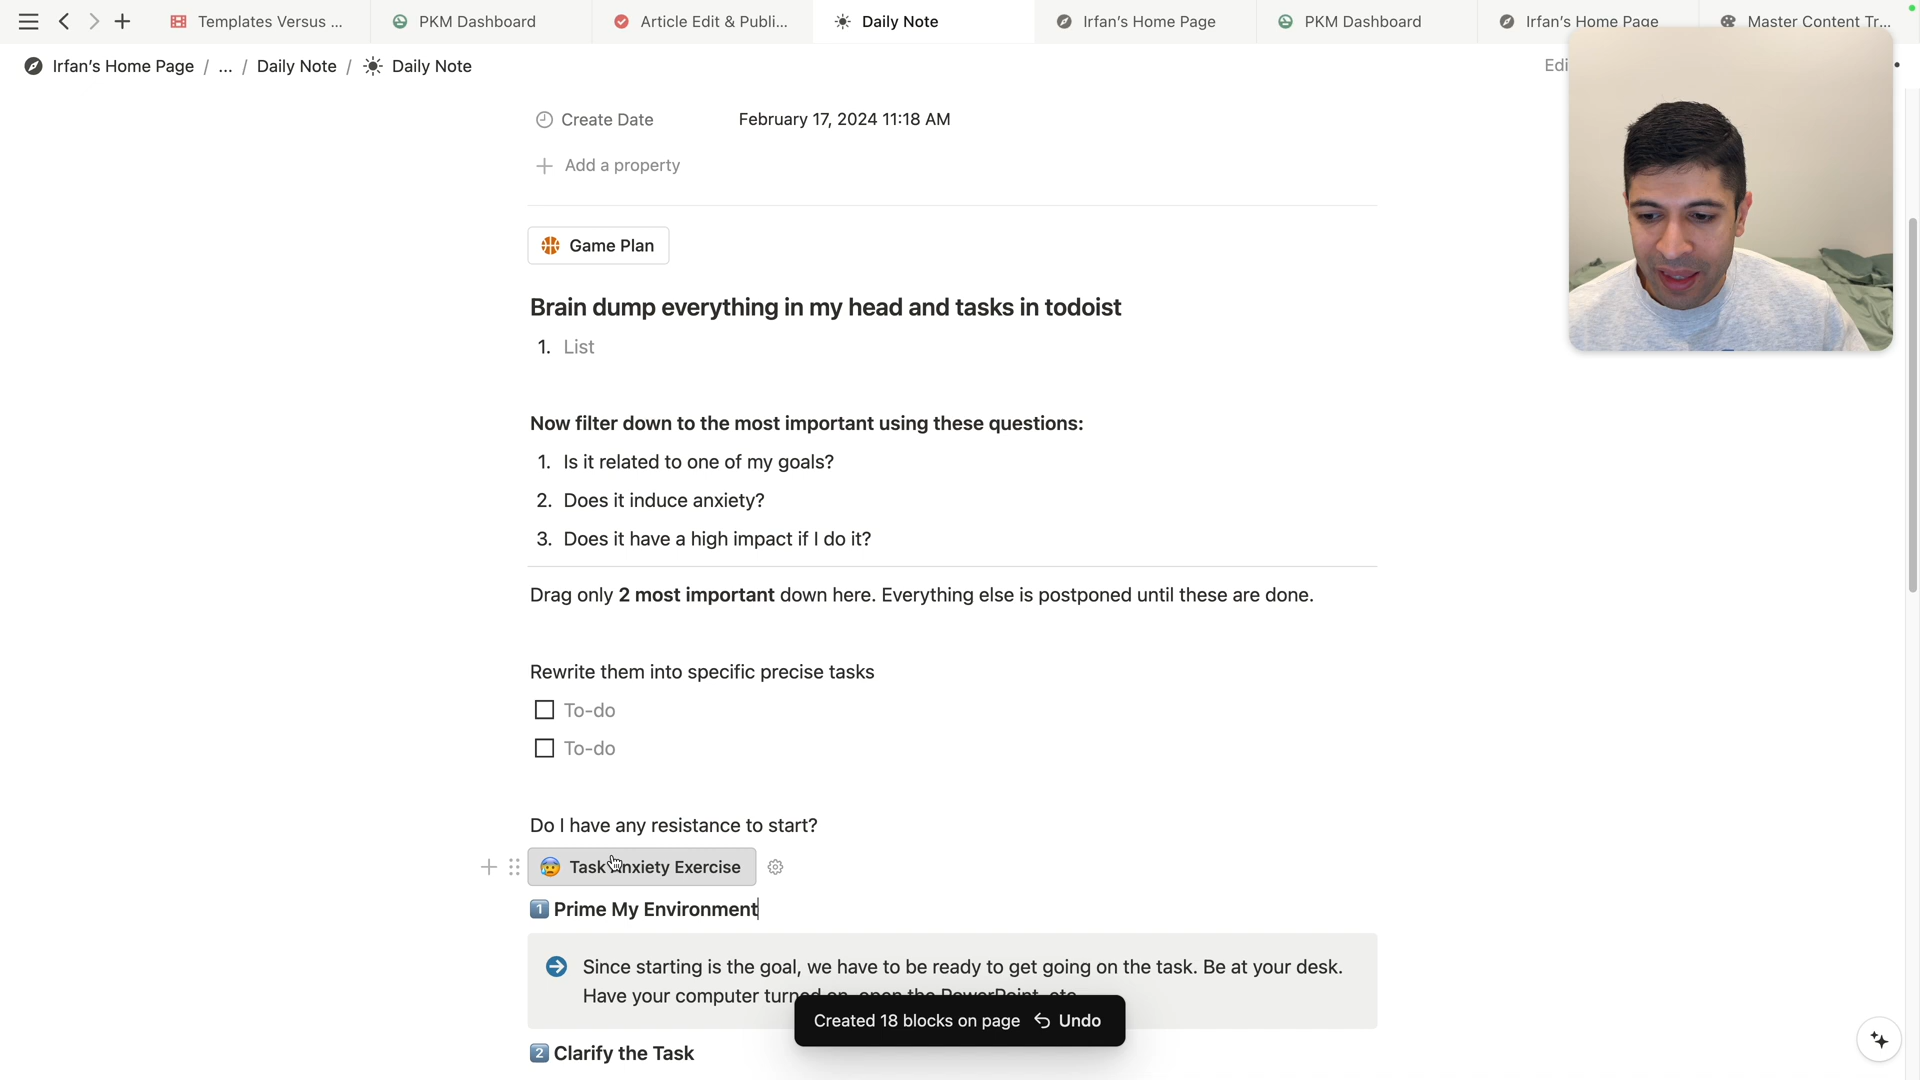 Templates Versus ...
PKM Dashboard
Article Edit & Publi...
Daily Note
Irfan's Home Page
PKM Dashboard
Irfan's Home Page
Master Content Tr...
Irfan's Home Page / ... / Daily Note / Daily Note
Create Date February 17, 2024 11:18 AM
Add a property
Game Plan
Brain dump everything in my head and tasks in todoist
1. List
Now filter down to the most important using these questions:
1. Is it related to one of my goals?
2. Does it induce anxiety?
3. Does it have a high impact if I do it?
Drag only 2 most important down here. Everything else is postponed until these are done.
Rewrite them into specific precise tasks
To-do
To-do
Do I have any resistance to start?
Task Anxiety Exercise
1 Prime My Environment
Since starting is the goal, we have to be ready to get going on the task. Be at your desk.
Have your computer turned on, open the PowerPoint, etc.
Created 18 blocks on page Undo
2 Clarify the Task